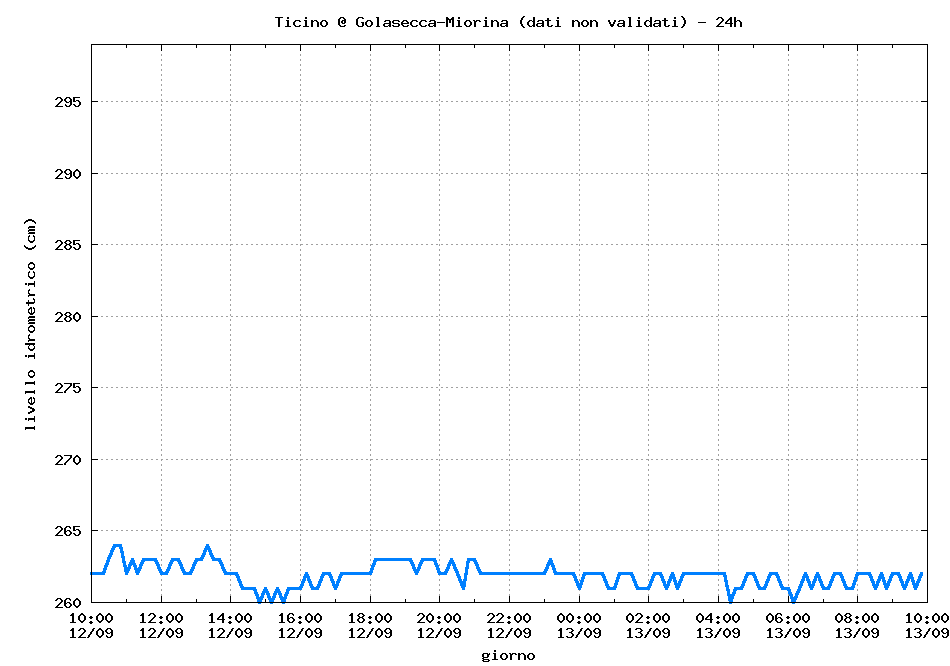 Ticino @ Golasecca-Miorina (dati non validati) - 24h
livello idrometrico (cm)
295
290
285
280
275
270
265
260
10:00 12:00 14:00 16:00 18:00 20:00 22:00 00:00 02:00 04:00 06:00 08:00 10:00
12/09 12/09 12/09 12/09 12/09 12/09 12/09 13/09 13/09 13/09 13/09 13/09 13/09
giorno